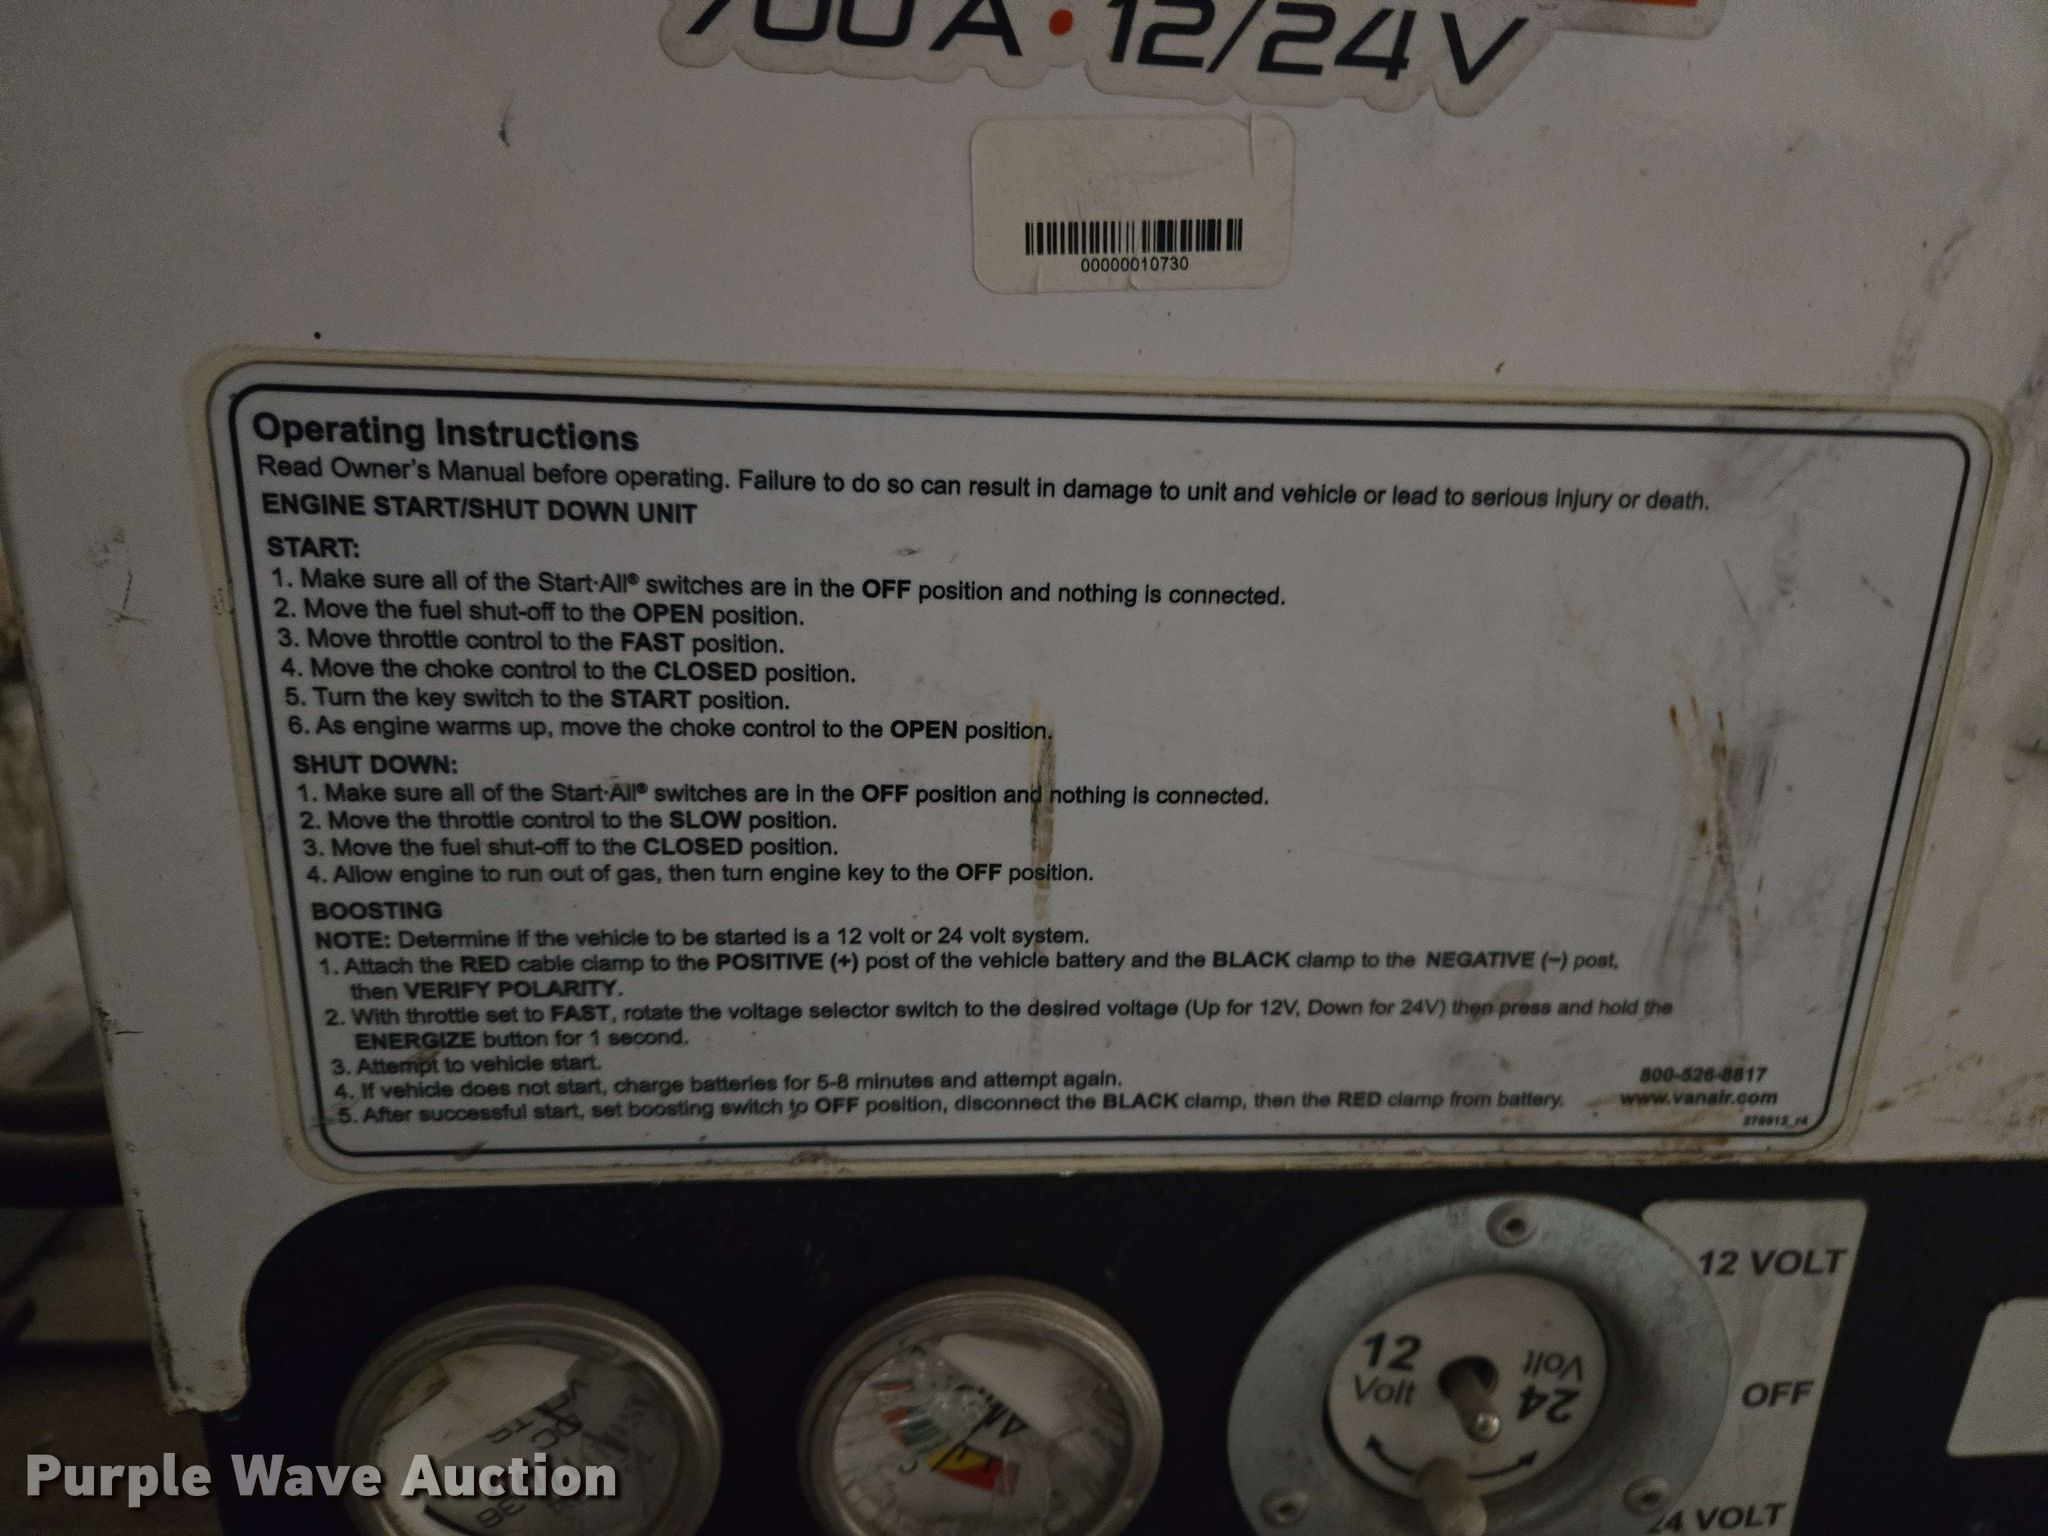 700A•12/24V
00000010730
Operating Instructions
Read Owner's Manual before operating. Failure to do so can result in damage to unit and vehicle or lead to serious injury or death.
ENGINE START/SHUT DOWN UNIT
START:
1. Make sure all of the Start·All® switches are in the OFF position and nothing is connected.
2. Move the fuel shut-off to the OPEN position.
3. Move throttle control to the FAST position.
4. Move the choke control to the CLOSED position.
5. Turn the key switch to the START position.
6. As engine warms up, move the choke control to the OPEN position.
SHUT DOWN:
1. Make sure all of the Start·All® switches are in the OFF position and nothing is connected.
2. Move the throttle control to the SLOW position.
3. Move the fuel shut-off to the CLOSED position.
4. Allow engine to run out of gas, then turn engine key to the OFF position.
BOOSTING
NOTE: Determine if the vehicle to be started is a 12 volt or 24 volt system.
1. Attach the RED cable clamp to the POSITIVE (+) post of the vehicle battery and the BLACK clamp to the NEGATIVE (−) post,
then VERIFY POLARITY.
2. With throttle set to FAST, rotate the voltage selector switch to the desired voltage (Up for 12V, Down for 24V) then press and hold the
ENERGIZE button for 1 second.
3. Attempt to vehicle start.
4. If vehicle does not start, charge batteries for 5-8 minutes and attempt again.
5. After successful start, set boosting switch to OFF position, disconnect the BLACK clamp, then the RED clamp from battery.
800-526-8817
www.vanair.com
12 VOLT
12
Volt
24
Volt
OFF
24 VOLT
Purple Wave Auction